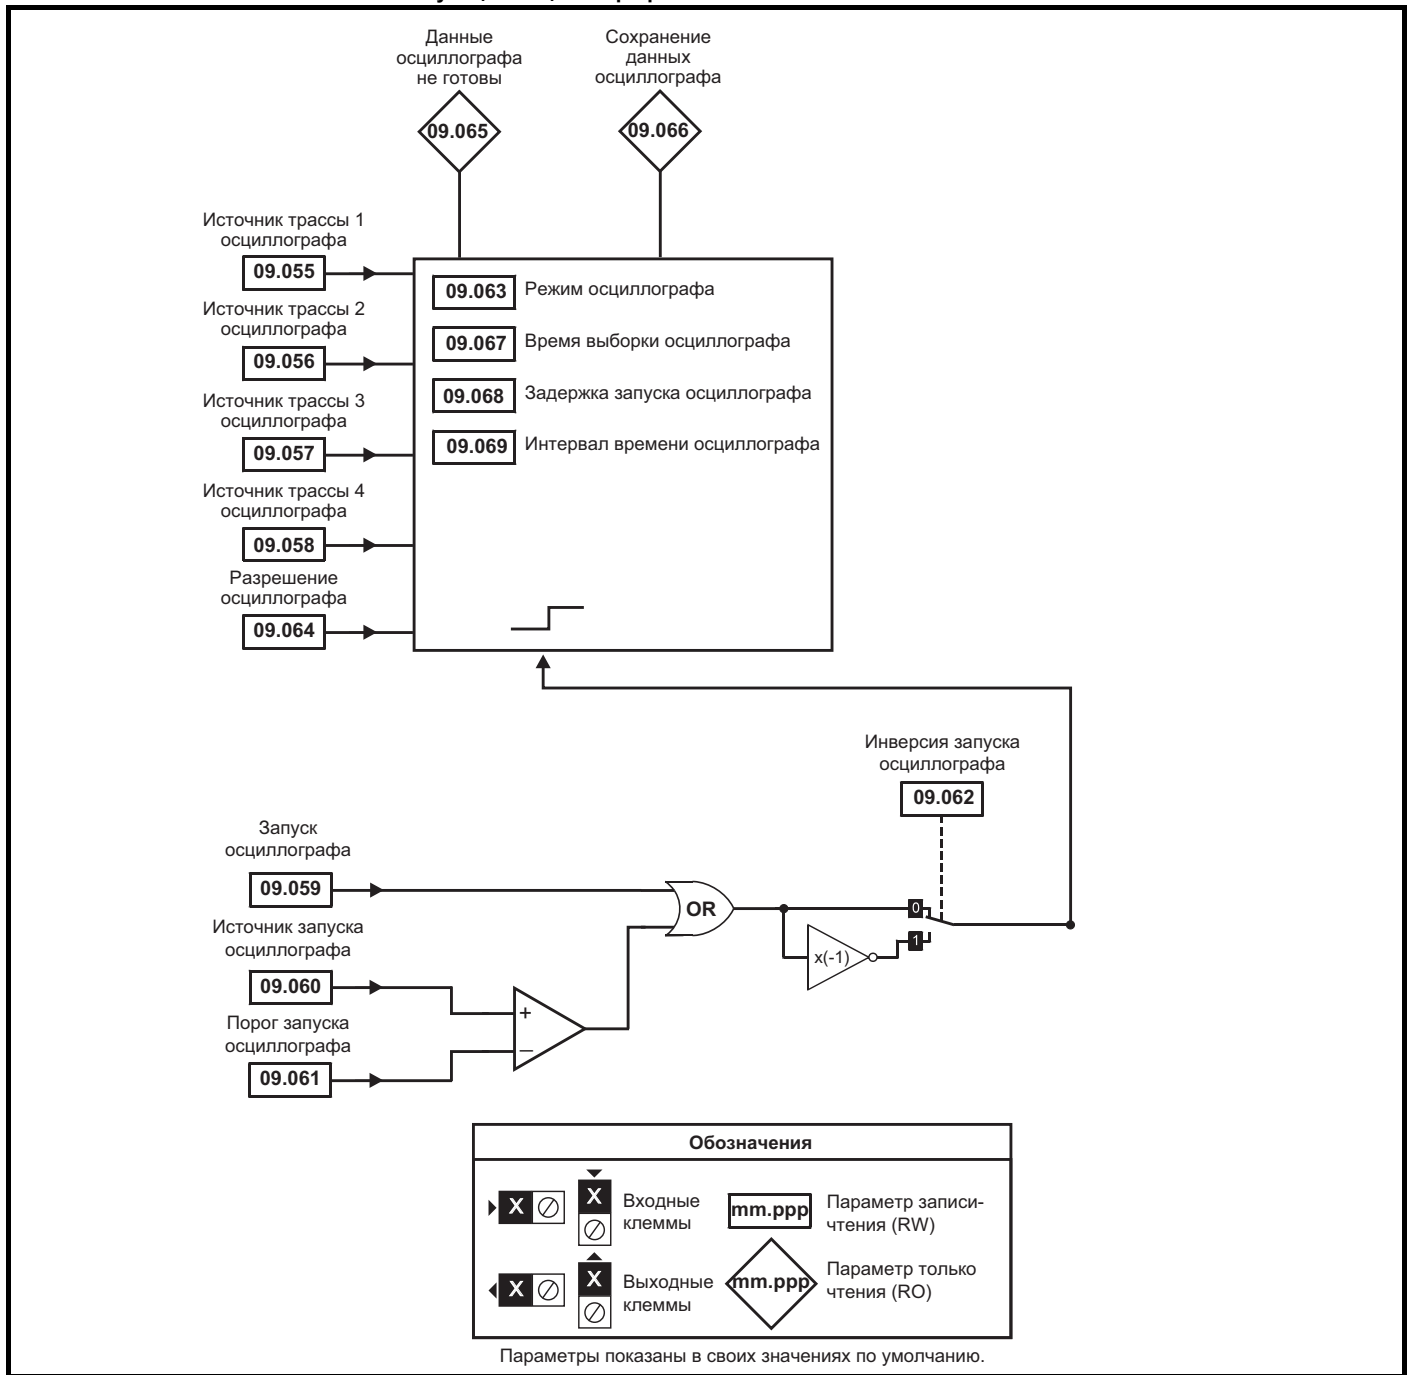 Данные
осциллографа
не готовы
09.065
Сохранение
данных
осциллографа
09.066
Источник трассы 1
осциллографа
09.055
Источник трассы 2
осциллографа
09.056
Источник трассы 3
осциллографа
09.057
Источник трассы 4
осциллографа
09.058
Разрешение
осциллографа
09.064
09.063 Режим осциллографа
09.067 Время выборки осциллографа
09.068 Задержка запуска осциллографа
09.069 Интервал времени осциллографа
Инверсия запуска
осциллографа
09.062
Запуск
осциллографа
09.059
Источник запуска
осциллографа
09.060
Порог запуска
осциллографа
09.061
+
–
OR
x(-1)
0
1
Обозначения
X
X
Входные
клеммы
mm.ppp
Параметр записи-
чтения (RW)
X
X
Выходные
клеммы
mm.ppp
Параметр только
чтения (RO)
Параметры показаны в своих значениях по умолчанию.